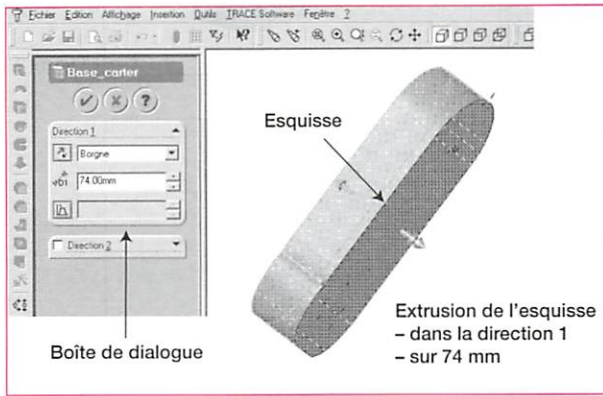 Fichier Edition Affichage Insertion Outils TRACE Software Fenêtre ?
Base_carter
Direction 1
Borgne
D1
74.00mm
Direction 2
Esquisse
Boîte de dialogue
Extrusion de l'esquisse
– dans la direction 1
– sur 74 mm